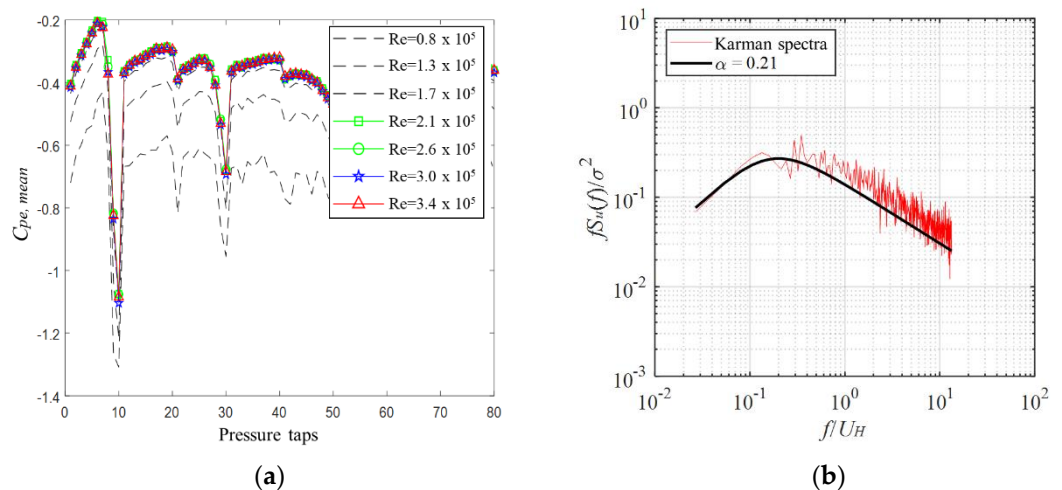 -0.2
-0.4
-0.6
-0.8
-1
-1.2
-1.4
0
10
20
30
40
50
60
70
80
Cpe, mean
Pressure taps
Re=0.8 x 10⁵
Re=1.3 x 10⁵
Re=1.7 x 10⁵
Re=2.1 x 10⁵
Re=2.6 x 10⁵
Re=3.0 x 10⁵
Re=3.4 x 10⁵
(a)
10¹
10⁰
10⁻¹
10⁻²
10⁻³
10⁻²
10⁻¹
10⁰
10¹
10²
fSu(f)/σ²
f/UH
Karman spectra
α = 0.21
(b)